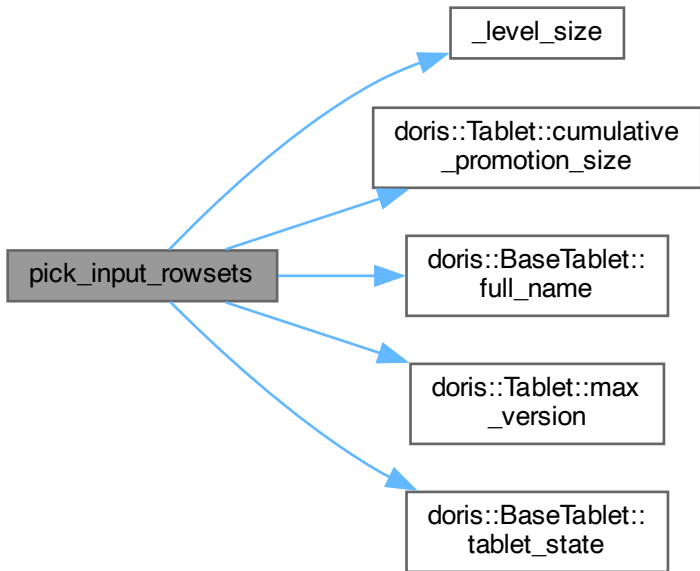 _level_size
doris::Tablet::cumulative
_promotion_size
pick_input_rowsets
doris::BaseTablet::
full_name
doris::Tablet::max
_version
doris::BaseTablet::
tablet_state